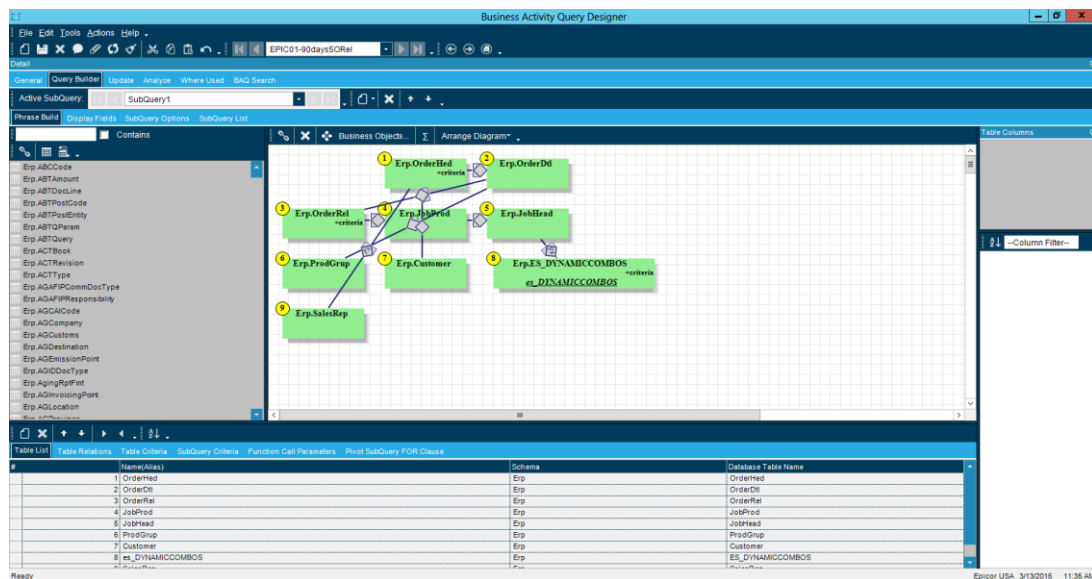 Business Activity Query Designer
File Edit Tools Actions Help
EPIC01-90daysSORel
Detail
General Query Builder Update Analyze Where Used BAQ Search
Active SubQuery: SubQuery1
Phrase Build Display Fields SubQuery Options SubQuery List
Contains
Business Objects... Σ Arrange Diagram
Table Columns
Erp.ABCCode
Erp.ABTAmount
Erp.ABTDocLine
Erp.ABTPostCode
Erp.ABTPostEntity
Erp.ABTQParam
Erp.ABTQuery
Erp.ACTBook
Erp.ACTRevision
Erp.ACTType
Erp.AGAFIPCommDocType
Erp.AGAFIPResponsibility
Erp.AGCAICode
Erp.AGCompany
Erp.AGCustoms
Erp.AGDestination
Erp.AGEmissionPoint
Erp.AGIDDocType
Erp.AgingRptFmt
Erp.AGInvoicingPoint
Erp.AGLocation
1 Erp.OrderHed
+criteria
2 Erp.OrderDtl
3 Erp.OrderRel
+criteria
4 Erp.JobProd
5 Erp.JobHead
6 Erp.ProdGrup
7 Erp.Customer
8 Erp.ES_DYNAMICCOMBOS
+criteria
es_DYNAMICCOMBOS
9 Erp.SalesRep
--Column Filter--
Table List Table Relations Table Criteria SubQuery Criteria Function Call Parameters Pivot SubQuery FOR Clause
# Name(Alias) Schema Database Table Name
1 OrderHed Erp OrderHed
2 OrderDtl Erp OrderDtl
3 OrderRel Erp OrderRel
4 JobProd Erp JobProd
5 JobHead Erp JobHead
6 ProdGrup Erp ProdGrup
7 Customer Erp Customer
8 es_DYNAMICCOMBOS Erp ES_DYNAMICCOMBOS
Ready Epicor USA 3/13/2015 11:35 AM